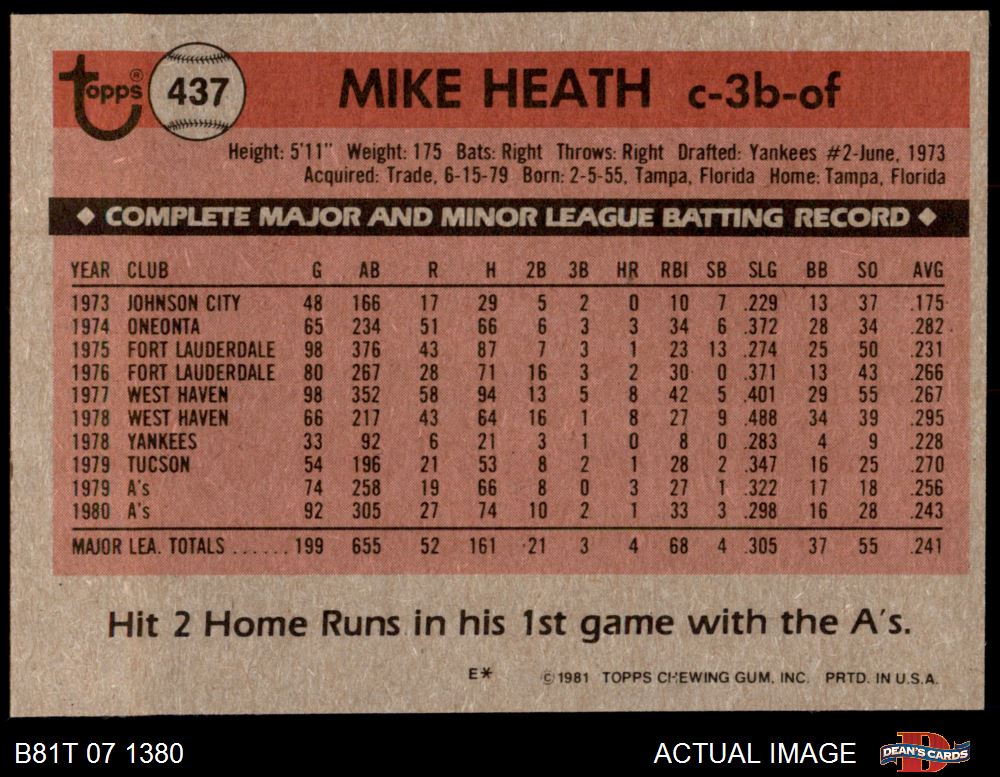 Topps® 437 MIKE HEATH c-3b-of
Height: 5'11" Weight: 175 Bats: Right Throws: Right Drafted: Yankees #2-June, 1973
Acquired: Trade, 6-15-79 Born: 2-5-55, Tampa, Florida Home: Tampa, Florida
◆ COMPLETE MAJOR AND MINOR LEAGUE BATTING RECORD ◆
YEAR CLUB G AB R H 2B 3B HR RBI SB SLG BB SO AVG
1973 JOHNSON CITY 48 166 17 29 5 2 0 10 7 .229 13 37 .175
1974 ONEONTA 65 234 51 66 6 3 3 34 6 .372 28 34 .282
1975 FORT LAUDERDALE 98 376 43 87 7 3 1 23 13 .274 25 50 .231
1976 FORT LAUDERDALE 80 267 28 71 16 3 2 30 0 .371 13 43 .266
1977 WEST HAVEN 98 352 58 94 13 5 8 42 5 .401 29 55 .267
1978 WEST HAVEN 66 217 43 64 16 1 8 27 9 .488 34 39 .295
1978 YANKEES 33 92 6 21 3 1 0 8 0 .283 4 9 .228
1979 TUCSON 54 196 21 53 8 2 1 28 2 .347 16 25 .270
1979 A's 74 258 19 66 8 0 3 27 1 .322 17 18 .256
1980 A's 92 305 27 74 10 2 1 33 3 .298 16 28 .243
MAJOR LEA. TOTALS ...... 199 655 52 161 21 3 4 68 4 .305 37 55 .241
Hit 2 Home Runs in his 1st game with the A's.
E* © 1981 TOPPS CHEWING GUM, INC. PRTD. IN U.S.A.
B81T 07 1380 ACTUAL IMAGE DEAN'S CARDS